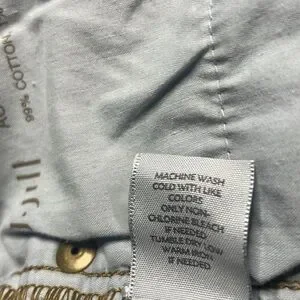 99% COTTON
MACHINE WASH
COLD WITH LIKE
COLORS
ONLY NON-
CHLORINE BLEACH
IF NEEDED
TUMBLE DRY LOW
WARM IRON
IF NEEDED